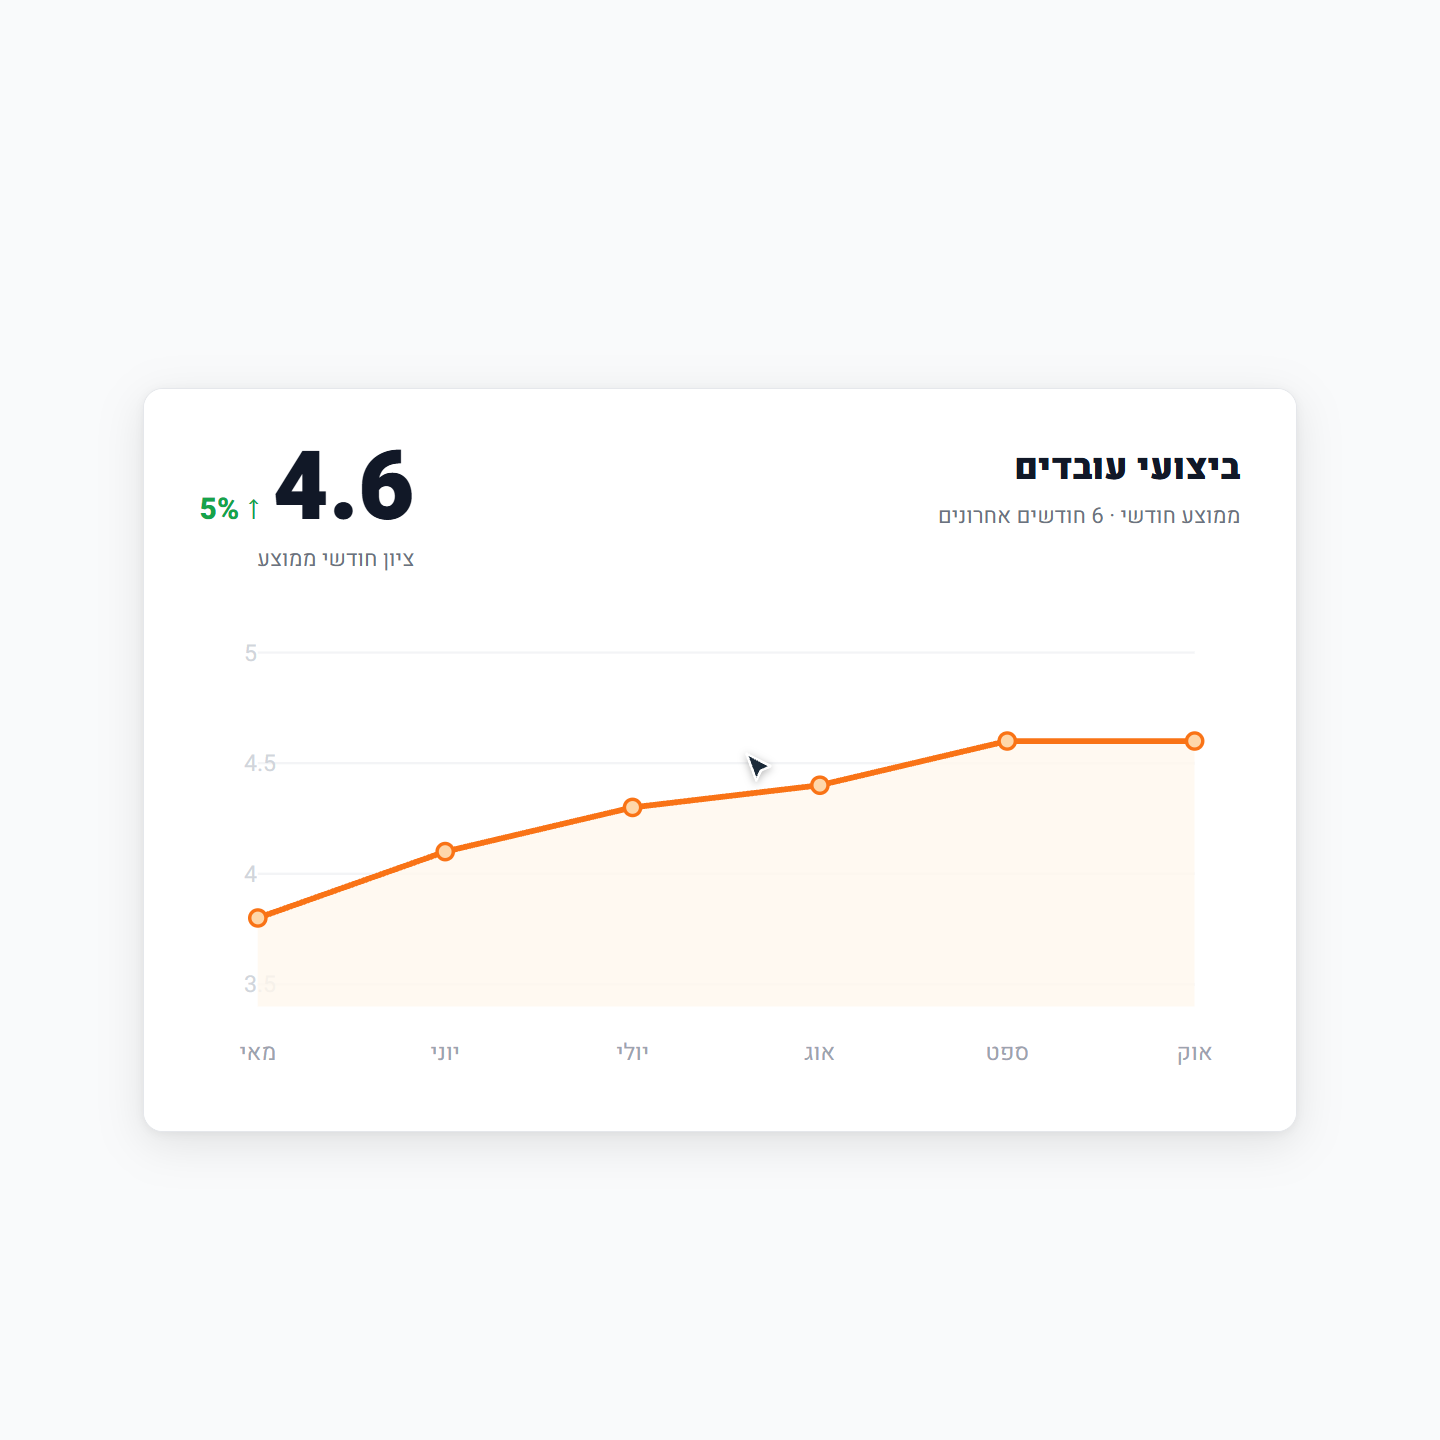 ביצועי עובדים
ממוצע חודשי · 6 חודשים אחרונים
4.6 ↑ 5%
ציון חודשי ממוצע
5
4.5
4
3.5
מאי יוני יולי אוג ספט אוק